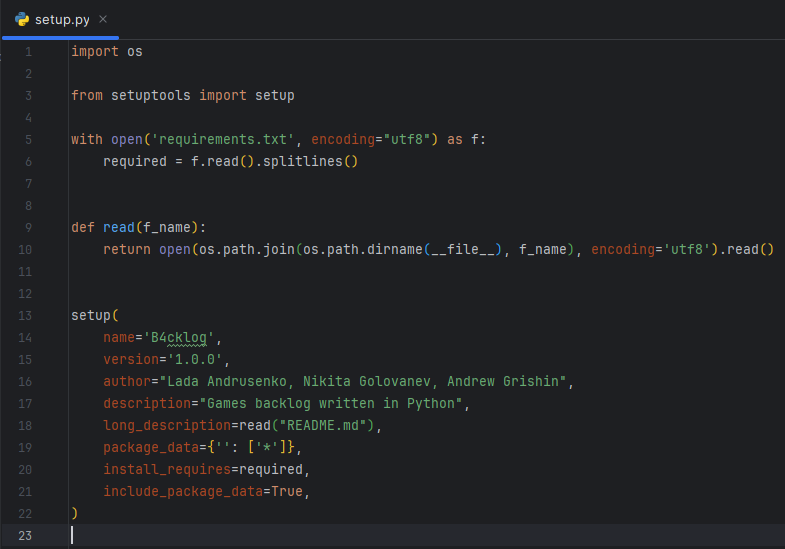 setup.py
1 import os
2
3 from setuptools import setup
4
5 with open('requirements.txt', encoding="utf8") as f:
6     required = f.read().splitlines()
7
8
9 def read(f_name):
10     return open(os.path.join(os.path.dirname(__file__), f_name), encoding='utf8').read()
11
12
13 setup(
14     name='B4cklog',
15     version='1.0.0',
16     author="Lada Andrusenko, Nikita Golovanev, Andrew Grishin",
17     description="Games backlog written in Python",
18     long_description=read("README.md"),
19     package_data={'': ['*']},
20     install_requires=required,
21     include_package_data=True,
22 )
23